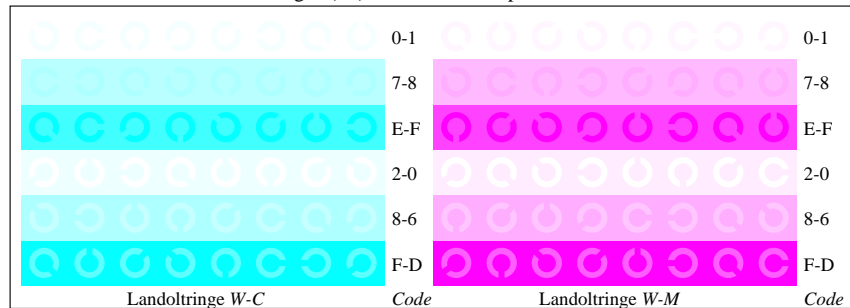 0-1 0-1
7-8 7-8
E-F E-F
2-0 2-0
8-6 8-6
F-D F-D
Landoltringe W-C Code Landoltringe W-M Code